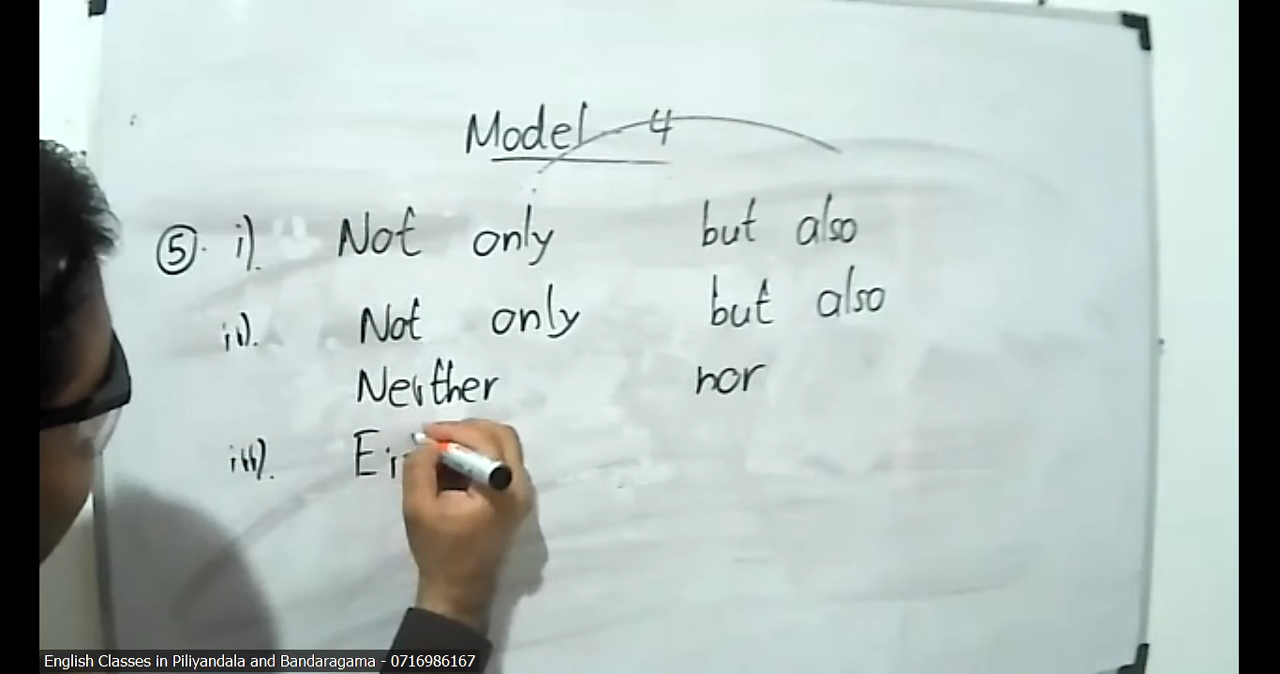 Model - 4
5. i). Not only but also
ii). Not only but also
Neither nor
iii). Ei
English Classes in Piliyandala and Bandaragama - 0716986167